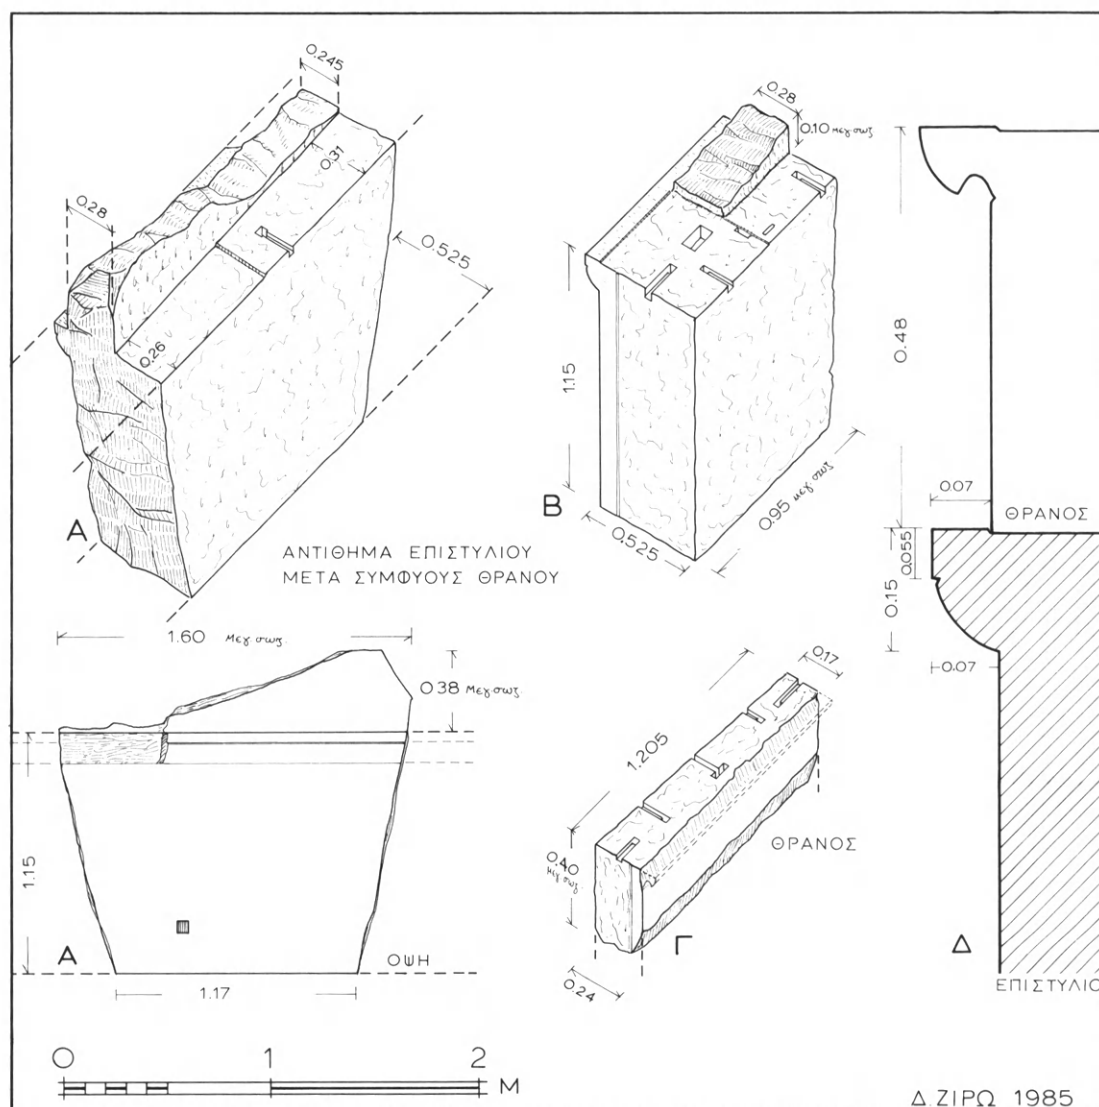 0.245
0.31
0.28
0.525
0.26
Α
ΑΝΤΙΘΗΜΑ ΕΠΙΣΤΥΛΙΟΥ
ΜΕΤΑ ΣΥΜΦΥΟΥΣ ΘΡΑΝΟΥ
0.28
0.10 μεγ σωζ
1.15
Β
0.525
0.95 μεγ σωζ
0.48
0.07
ΘΡΑΝΟΣ
0.055
0.15
0.07
Δ
ΕΠΙΣΤΥΛΙΟ
1.60 Μεγ σωζ.
0.38 Μεγ σωζ.
1.15
Α
ΟΨΗ
1.17
0.17
1.205
ΘΡΑΝΟΣ
0.40
μεγ σωζ.
Γ
0.24
0 1 2
Μ
Δ. ΖΙΡΩ 1985